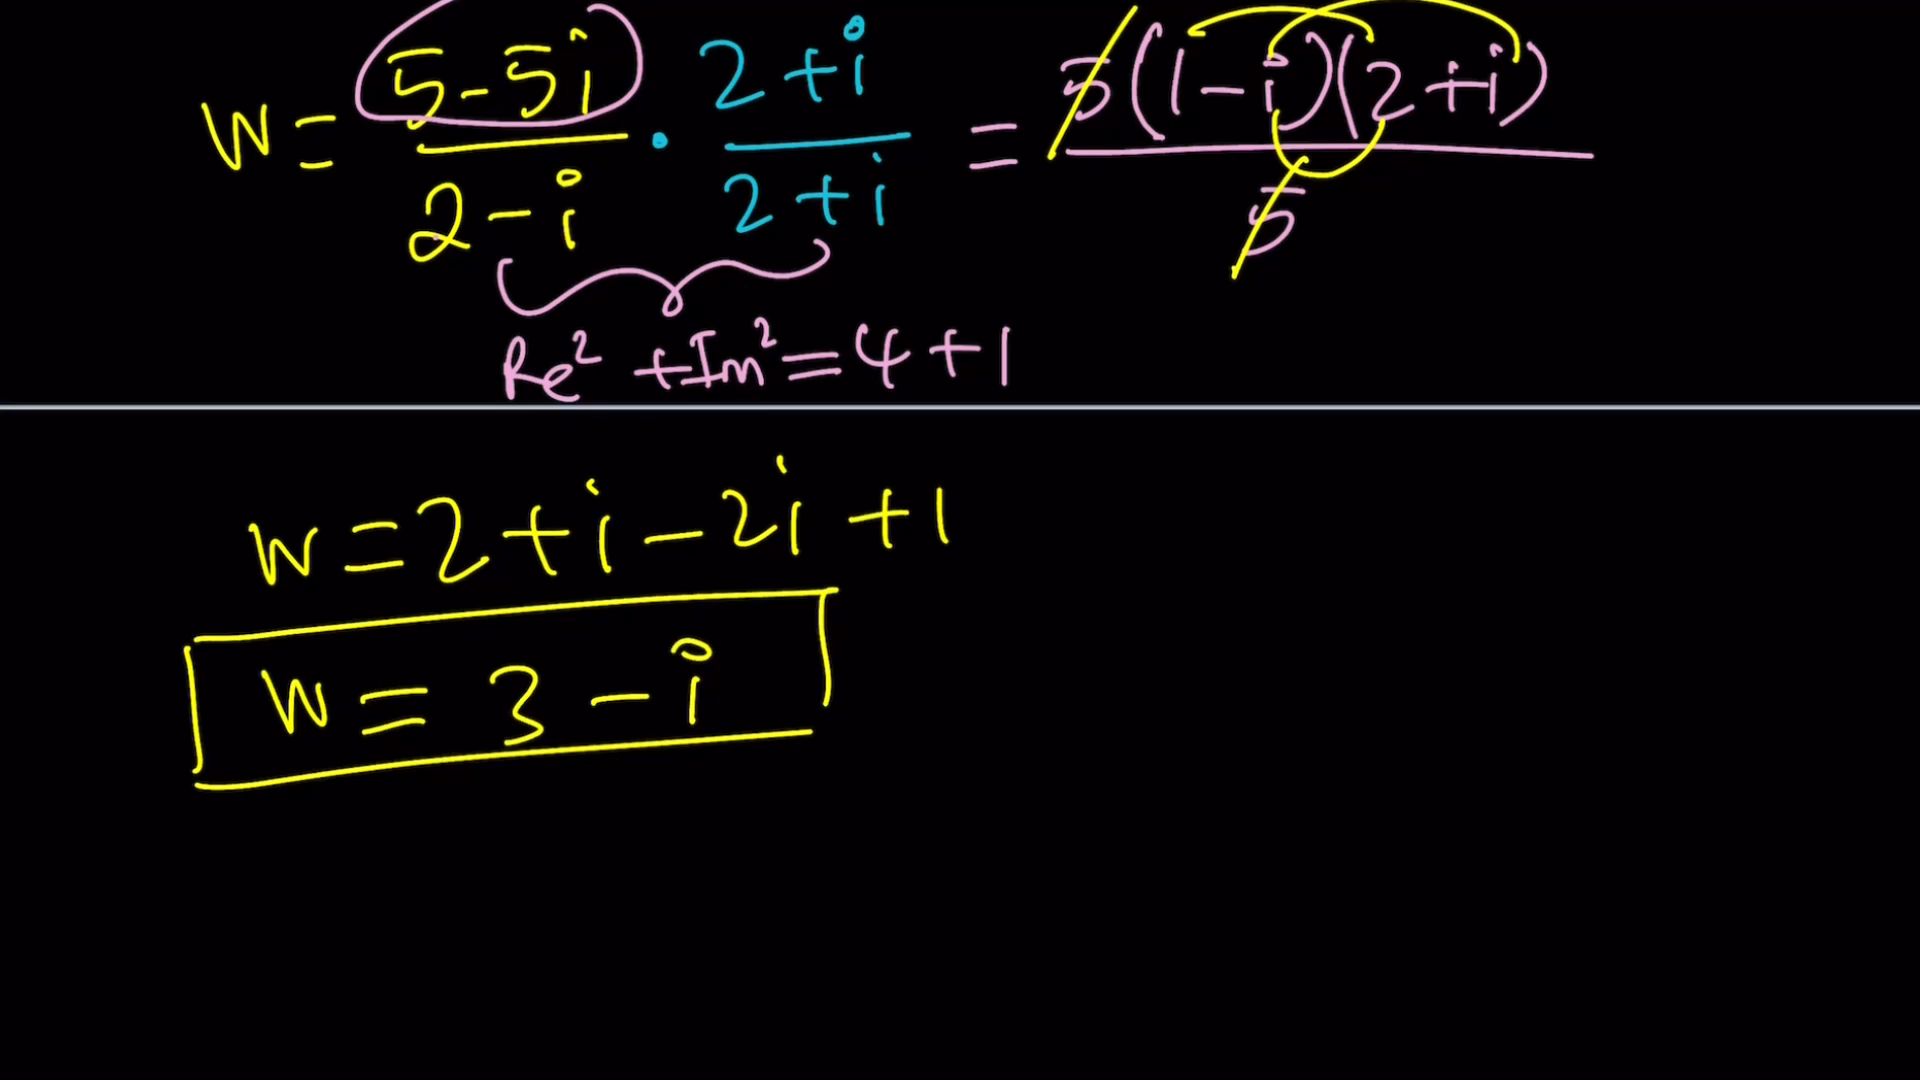 W = 5-5i / 2-i · 2+i / 2+i = 5(1-i)(2+i) / 5
Re² + Im² = 4 + 1
W = 2 + i - 2i + 1
W = 3 - i